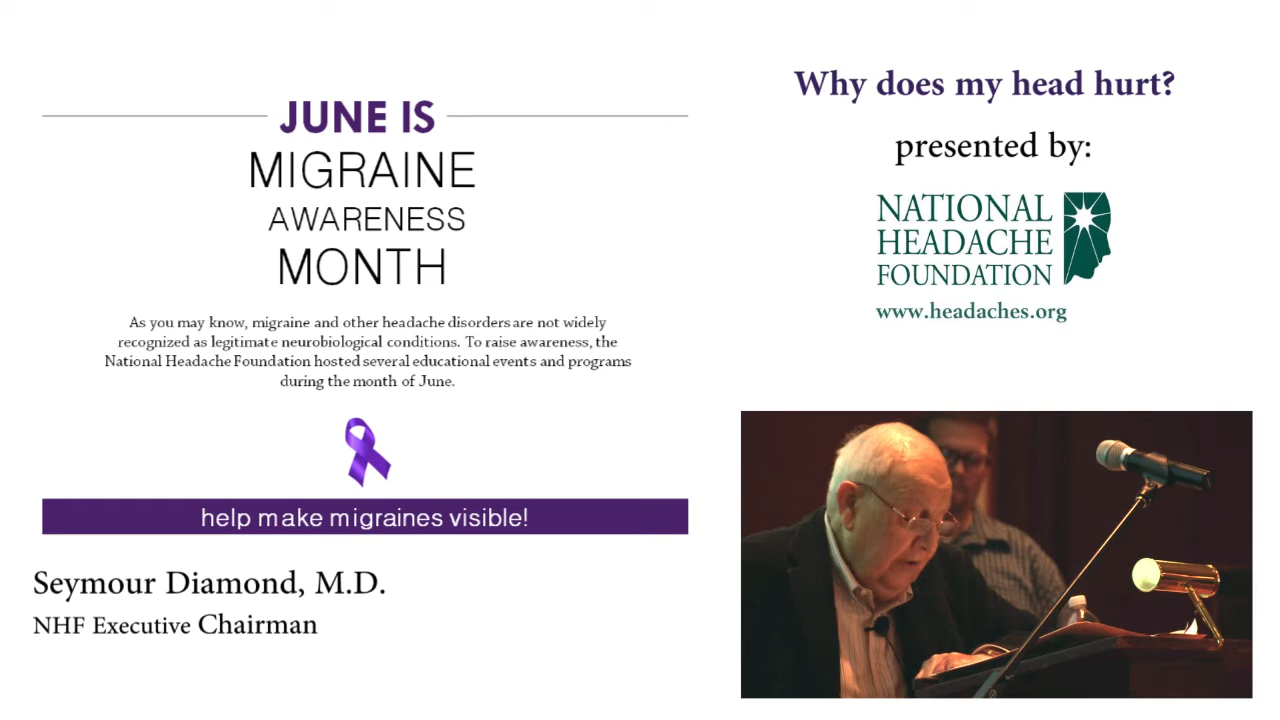 JUNE IS
MIGRAINE
AWARENESS
MONTH
As you may know, migraine and other headache disorders are not widely
recognized as legitimate neurobiological conditions. To raise awareness, the
National Headache Foundation hosted several educational events and programs
during the month of June.
help make migraines visible!
Seymour Diamond, M.D.
NHF Executive Chairman
Why does my head hurt?
presented by:
NATIONAL
HEADACHE
FOUNDATION
www.headaches.org